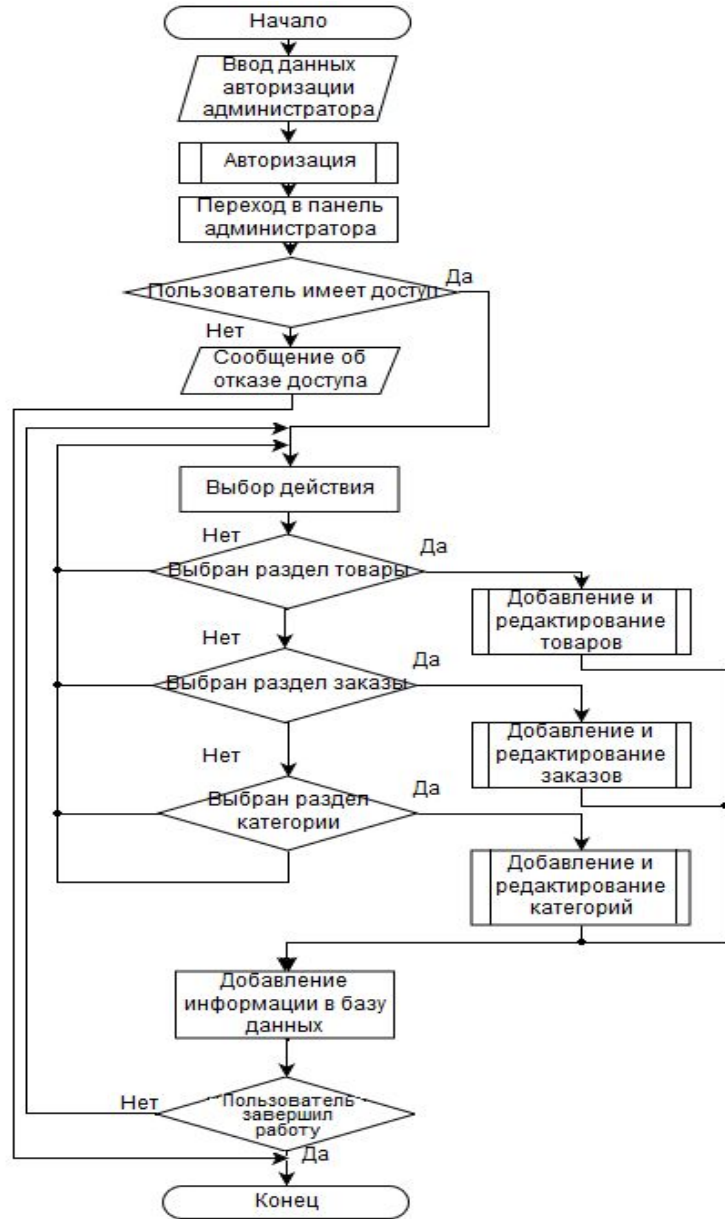 Начало
Ввод данных
авторизации
администратора
Авторизация
Переход в панель
администратора
Да
Пользователь имеет доступ
Нет
Сообщение об
отказе доступа
Выбор действия
Нет
Да
Выбран раздел товары
Добавление и
редактирование
товаров
Нет
Да
Выбран раздел заказы
Добавление и
редактирование
заказов
Нет
Да
Выбран раздел
категории
Добавление и
редактирование
категорий
Добавление
информации в базу
данных
Нет
Пользователь
завершил
работу
Да
Конец